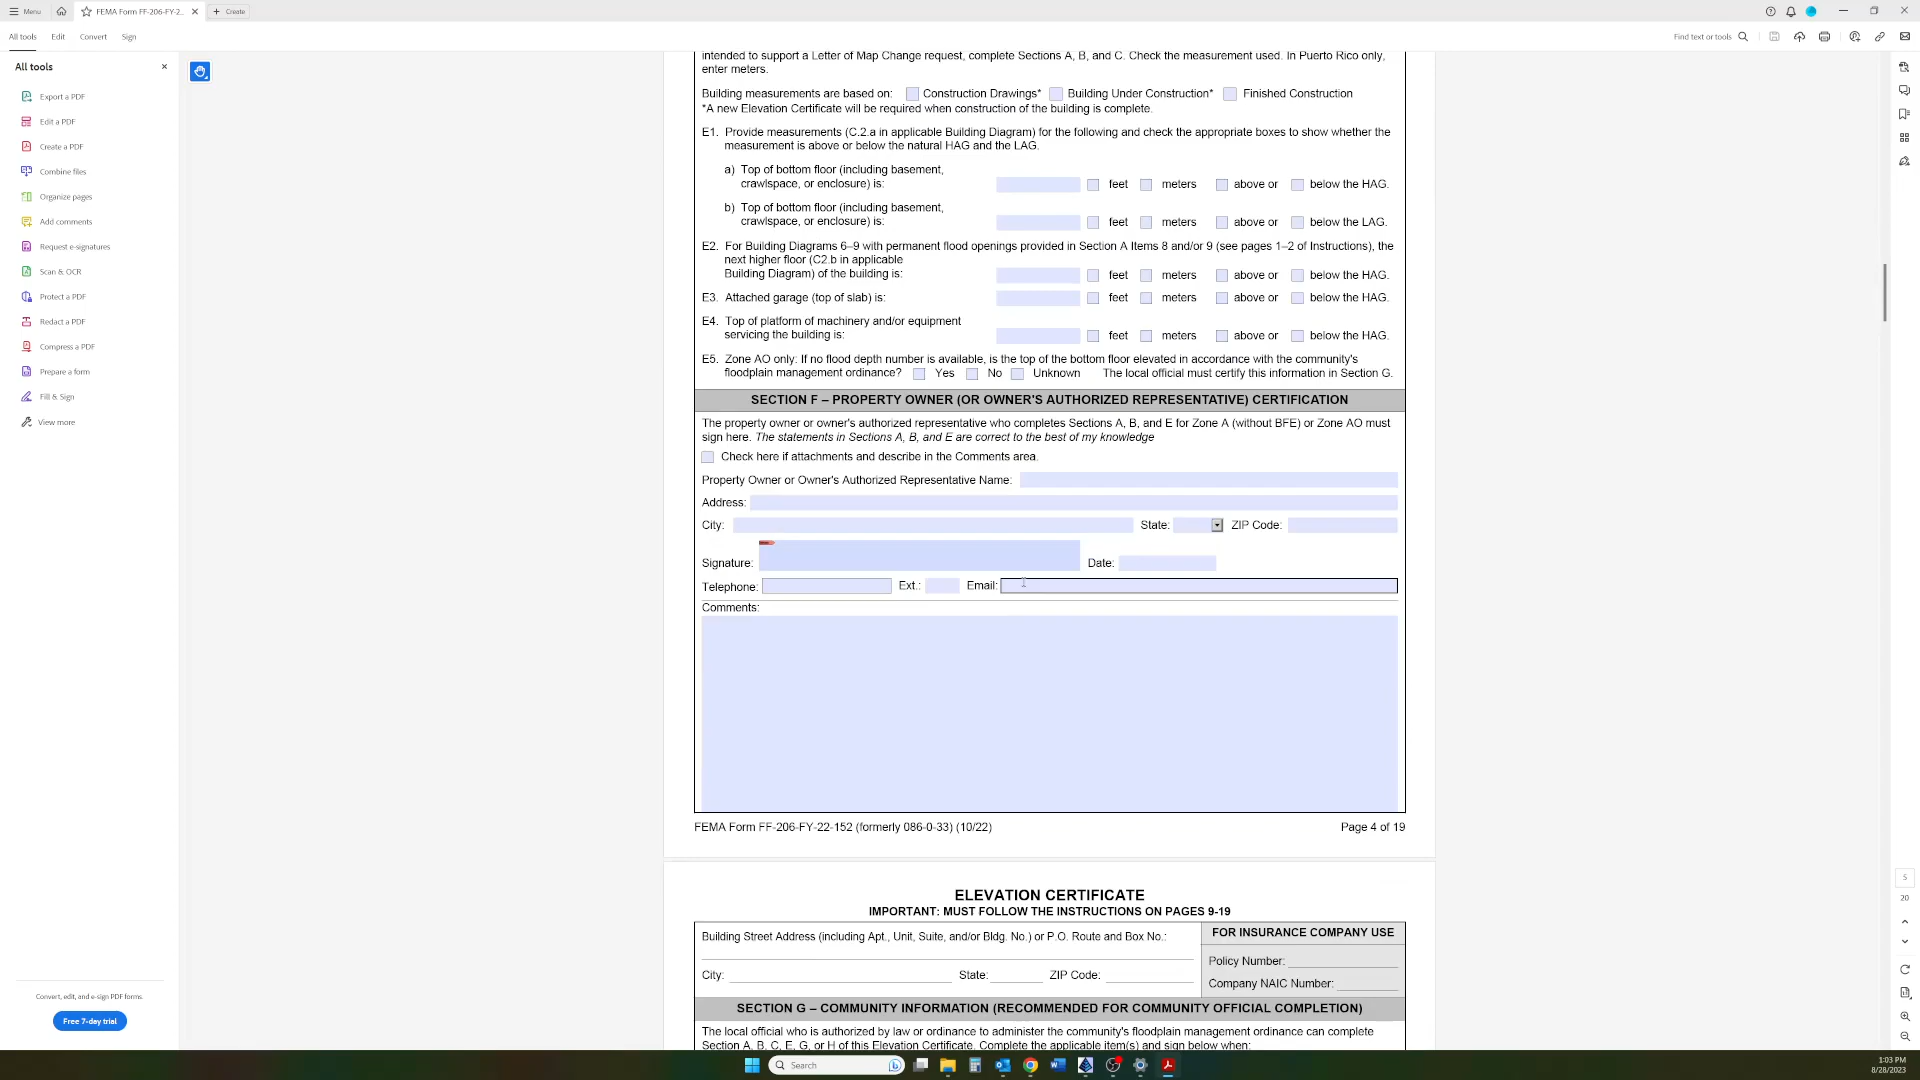 Menu
FEMA Form FF-206-FY-2...
Create
All tools
Edit
Convert
Sign
Find text or tools
All tools
Export a PDF
Edit a PDF
Create a PDF
Combine files
Organize pages
Add comments
Request e-signatures
Scan & OCR
Protect a PDF
Redact a PDF
Compress a PDF
Prepare a form
Fill & Sign
View more
Convert, edit, and e-sign PDF forms.
Free 7-day trial
intended to support a Letter of Map Change request, complete Sections A, B, and C. Check the measurement used. In Puerto Rico only,
enter meters.
Building measurements are based on: Construction Drawings* Building Under Construction* Finished Construction
*A new Elevation Certificate will be required when construction of the building is complete.
E1. Provide measurements (C.2.a in applicable Building Diagram) for the following and check the appropriate boxes to show whether the
measurement is above or below the natural HAG and the LAG.
a) Top of bottom floor (including basement,
crawlspace, or enclosure) is: feet meters above or below the HAG.
b) Top of bottom floor (including basement,
crawlspace, or enclosure) is: feet meters above or below the LAG.
E2. For Building Diagrams 6–9 with permanent flood openings provided in Section A Items 8 and/or 9 (see pages 1–2 of Instructions), the
next higher floor (C2.b in applicable
Building Diagram) of the building is: feet meters above or below the HAG.
E3. Attached garage (top of slab) is: feet meters above or below the HAG.
E4. Top of platform of machinery and/or equipment
servicing the building is: feet meters above or below the HAG.
E5. Zone AO only: If no flood depth number is available, is the top of the bottom floor elevated in accordance with the community's
floodplain management ordinance? Yes No Unknown The local official must certify this information in Section G.
SECTION F – PROPERTY OWNER (OR OWNER'S AUTHORIZED REPRESENTATIVE) CERTIFICATION
The property owner or owner's authorized representative who completes Sections A, B, and E for Zone A (without BFE) or Zone AO must
sign here. The statements in Sections A, B, and E are correct to the best of my knowledge
Check here if attachments and describe in the Comments area.
Property Owner or Owner's Authorized Representative Name:
Address:
City: State: ZIP Code:
Signature: Date:
Telephone: Ext.: Email:
Comments:
FEMA Form FF-206-FY-22-152 (formerly 086-0-33) (10/22) Page 4 of 19
ELEVATION CERTIFICATE
IMPORTANT: MUST FOLLOW THE INSTRUCTIONS ON PAGES 9-19
Building Street Address (including Apt., Unit, Suite, and/or Bldg. No.) or P.O. Route and Box No.:
City: State: ZIP Code:
FOR INSURANCE COMPANY USE
Policy Number:
Company NAIC Number:
SECTION G – COMMUNITY INFORMATION (RECOMMENDED FOR COMMUNITY OFFICIAL COMPLETION)
The local official who is authorized by law or ordinance to administer the community's floodplain management ordinance can complete
Section A, B, C, E, G, or H of this Elevation Certificate. Complete the applicable item(s) and sign below when:
5
20
Search
1:03 PM
8/28/2023